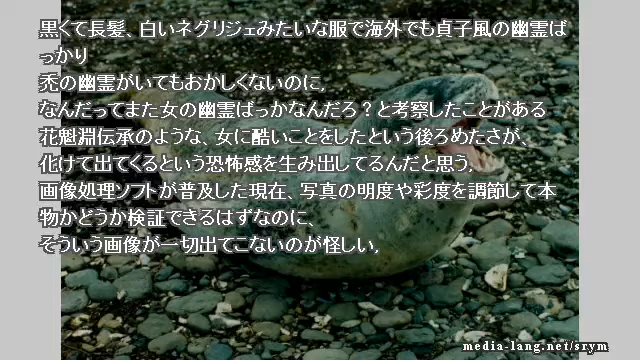 黒くて長髪、白いネグリジェみたいな服で海外でも貞子風の幽霊ば
っかり
禿の幽霊がいてもおかしくないのに,
なんだってまた女の幽霊ばっかなんだろ？と考察したことがある
花魁淵伝承のような、女に酷いことをしたという後ろめたさが、
化けて出てくるという恐怖感を生み出してるんだと思う,
画像処理ソフトが普及した現在、写真の明度や彩度を調節して本
物かどうか検証できるはずなのに、
そういう画像が一切出てこないのが怪しい,
media-lang.net/srym